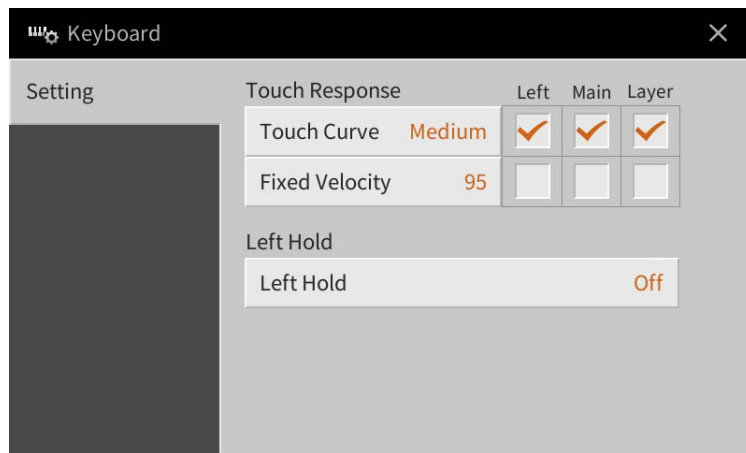 Keyboard
Setting
Touch Response Left Main Layer
Touch Curve Medium
Fixed Velocity 95
Left Hold
Left Hold Off